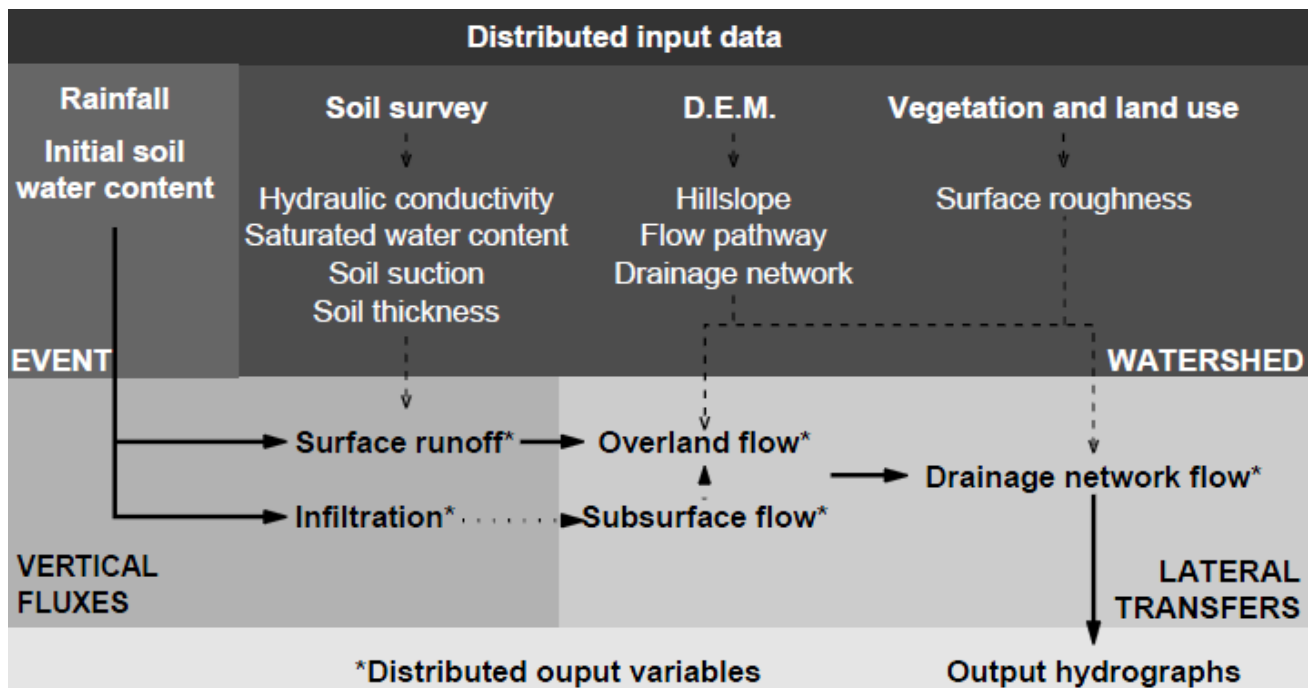 Distributed input data
Rainfall
Initial soil
water content
EVENT
Soil survey
Hydraulic conductivity
Saturated water content
Soil suction
Soil thickness
D.E.M.
Hillslope
Flow pathway
Drainage network
Vegetation and land use
Surface roughness
WATERSHED
Surface runoff*
Infiltration*
VERTICAL
FLUXES
Overland flow*
Subsurface flow*
Drainage network flow*
LATERAL
TRANSFERS
*Distributed ouput variables
Output hydrographs